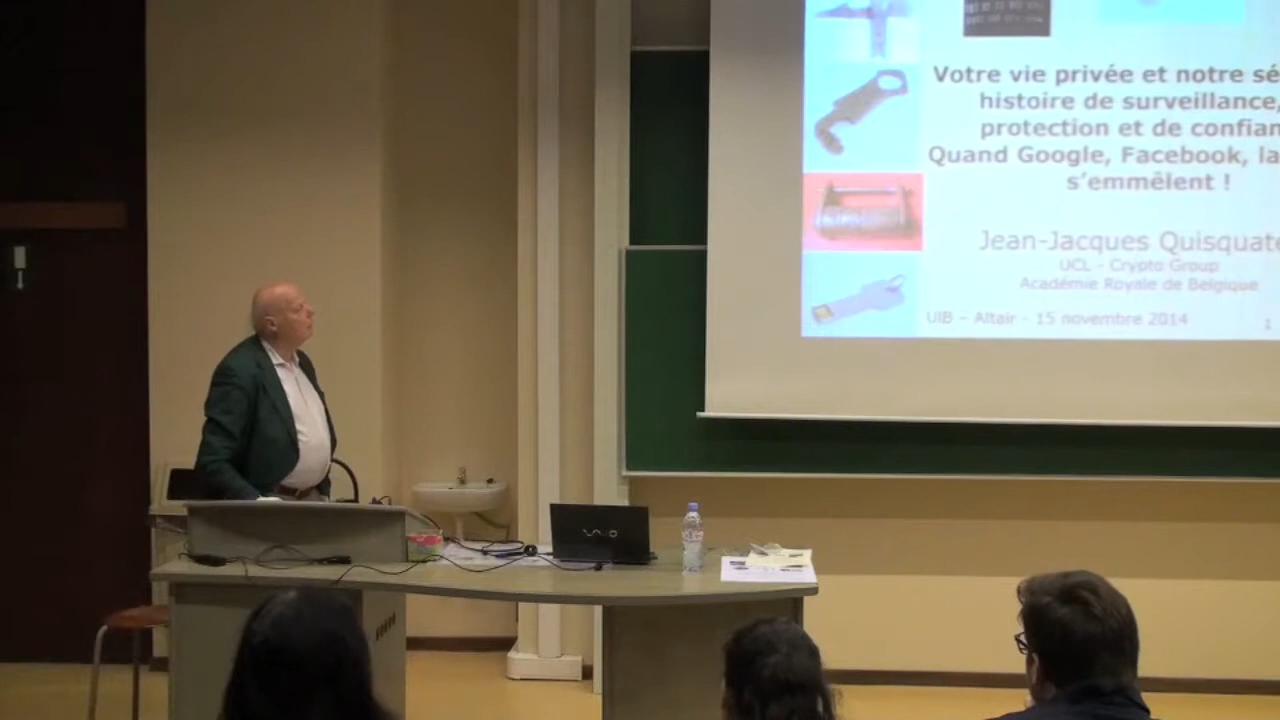 Votre vie privée et notre sé
histoire de surveillance,
protection et de confian
Quand Google, Facebook, la
s'emmêlent !
Jean-Jacques Quisquate
UCL - Crypto Group
Académie Royale de Belgique
UIB – Altair - 15 novembre 2014
1
VAIO